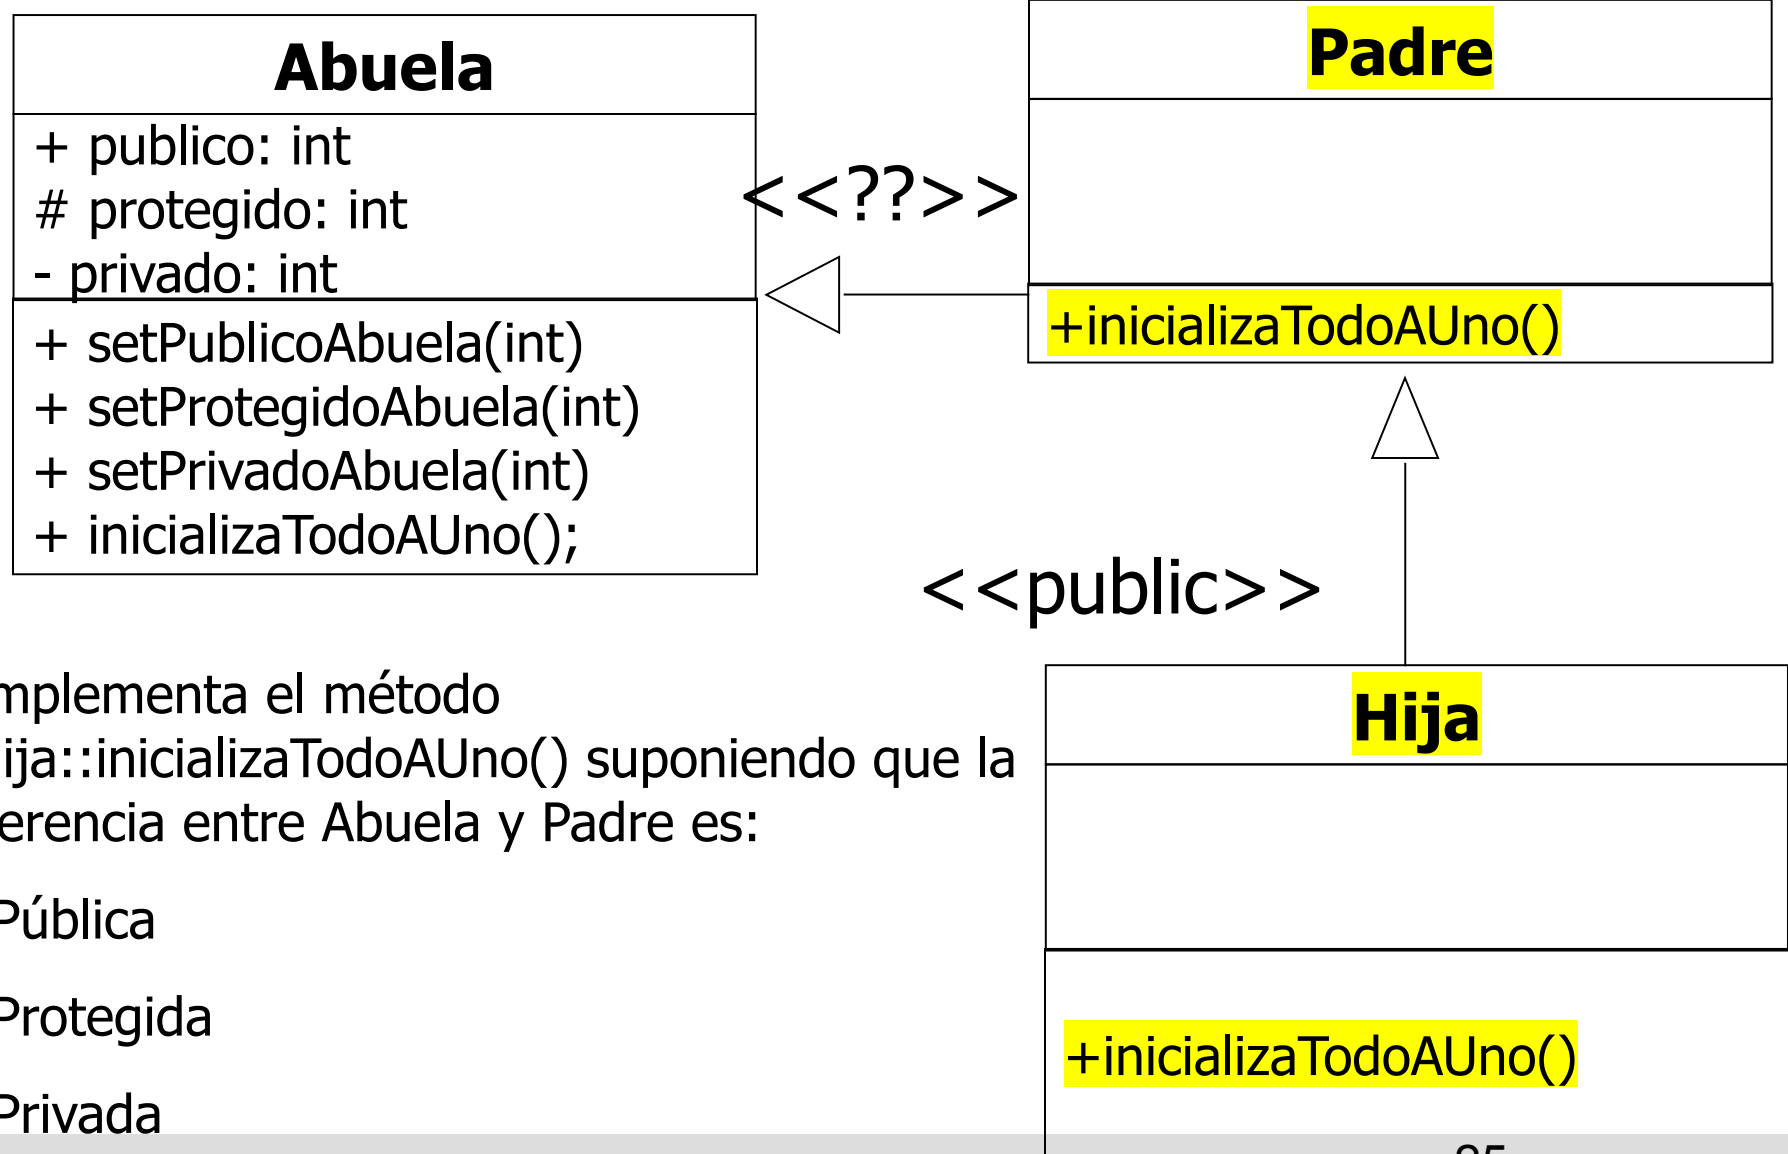 Abuela
+ publico: int
# protegido: int
- privado: int
+ setPublicoAbuela(int)
+ setProtegidoAbuela(int)
+ setPrivadoAbuela(int)
+ inicializaTodoAUno();
<<??>>
Padre
+inicializaTodoAUno()
<<public>>
Hija
+inicializaTodoAUno()
mplementa el método
ija::inicializaTodoAUno() suponiendo que la
erencia entre Abuela y Padre es:
Pública
Protegida
Privada